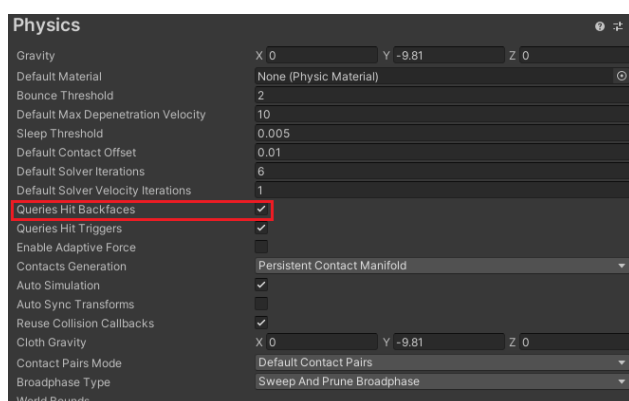 Physics
Gravity X 0 Y -9.81 Z 0
Default Material None (Physic Material)
Bounce Threshold 2
Default Max Depenetration Velocity 10
Sleep Threshold 0.005
Default Contact Offset 0.01
Default Solver Iterations 6
Default Solver Velocity Iterations 1
Queries Hit Backfaces
Queries Hit Triggers
Enable Adaptive Force
Contacts Generation Persistent Contact Manifold
Auto Simulation
Auto Sync Transforms
Reuse Collision Callbacks
Cloth Gravity X 0 Y -9.81 Z 0
Contact Pairs Mode Default Contact Pairs
Broadphase Type Sweep And Prune Broadphase
World Bounds